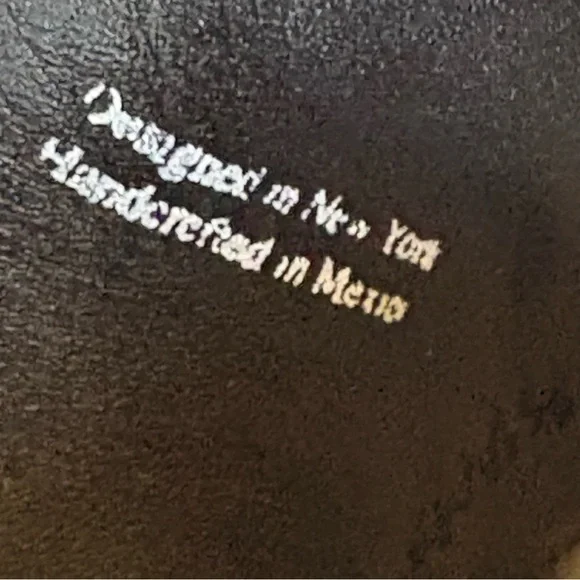 Designed in New York
Handcrafted in Mexico